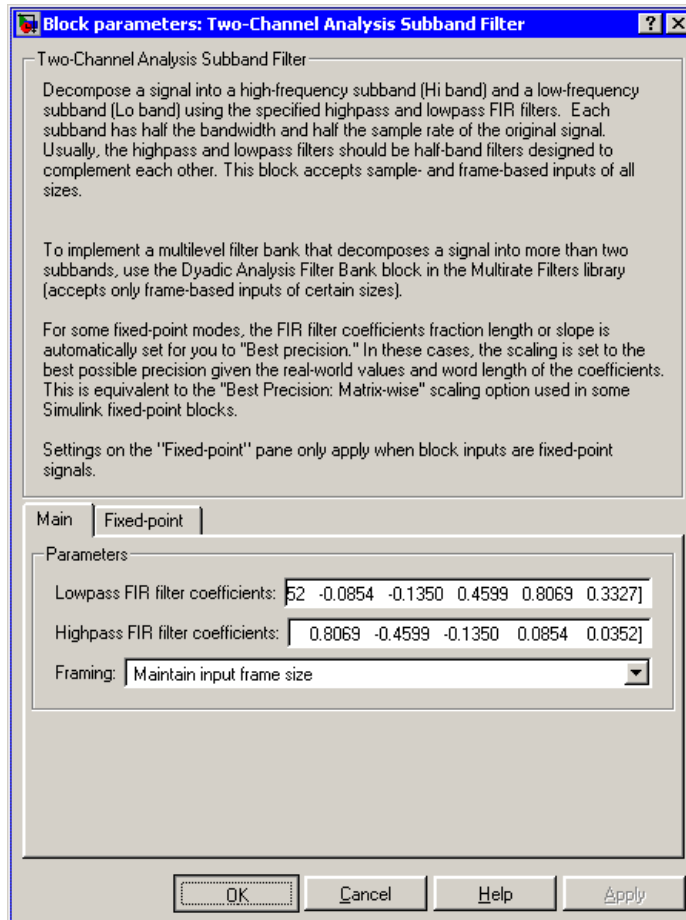 Block parameters: Two-Channel Analysis Subband Filter
Two-Channel Analysis Subband Filter
Decompose a signal into a high-frequency subband (Hi band) and a low-frequency
subband (Lo band) using the specified highpass and lowpass FIR filters.  Each
subband has half the bandwidth and half the sample rate of the original signal.
Usually, the highpass and lowpass filters should be half-band filters designed to
complement each other. This block accepts sample- and frame-based inputs of all
sizes.
To implement a multilevel filter bank that decomposes a signal into more than two
subbands, use the Dyadic Analysis Filter Bank block in the Multirate Filters library
(accepts only frame-based inputs of certain sizes).
For some fixed-point modes, the FIR filter coefficients fraction length or slope is
automatically set for you to "Best precision." In these cases, the scaling is set to the
best possible precision given the real-world values and word length of the coefficients.
This is equivalent to the "Best Precision: Matrix-wise" scaling option used in some
Simulink fixed-point blocks.
Settings on the "Fixed-point" pane only apply when block inputs are fixed-point
signals.
Main Fixed-point
Parameters
Lowpass FIR filter coefficients: 52 -0.0854 -0.1350 0.4599 0.8069 0.3327]
Highpass FIR filter coefficients: 0.8069 -0.4599 -0.1350 0.0854 0.0352]
Framing: Maintain input frame size
OK Cancel Help Apply